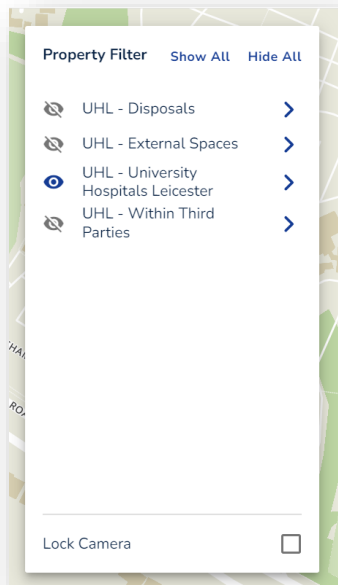 Property Filter Show All Hide All
UHL - Disposals
UHL - External Spaces
UHL - University
Hospitals Leicester
UHL - Within Third
Parties
Lock Camera